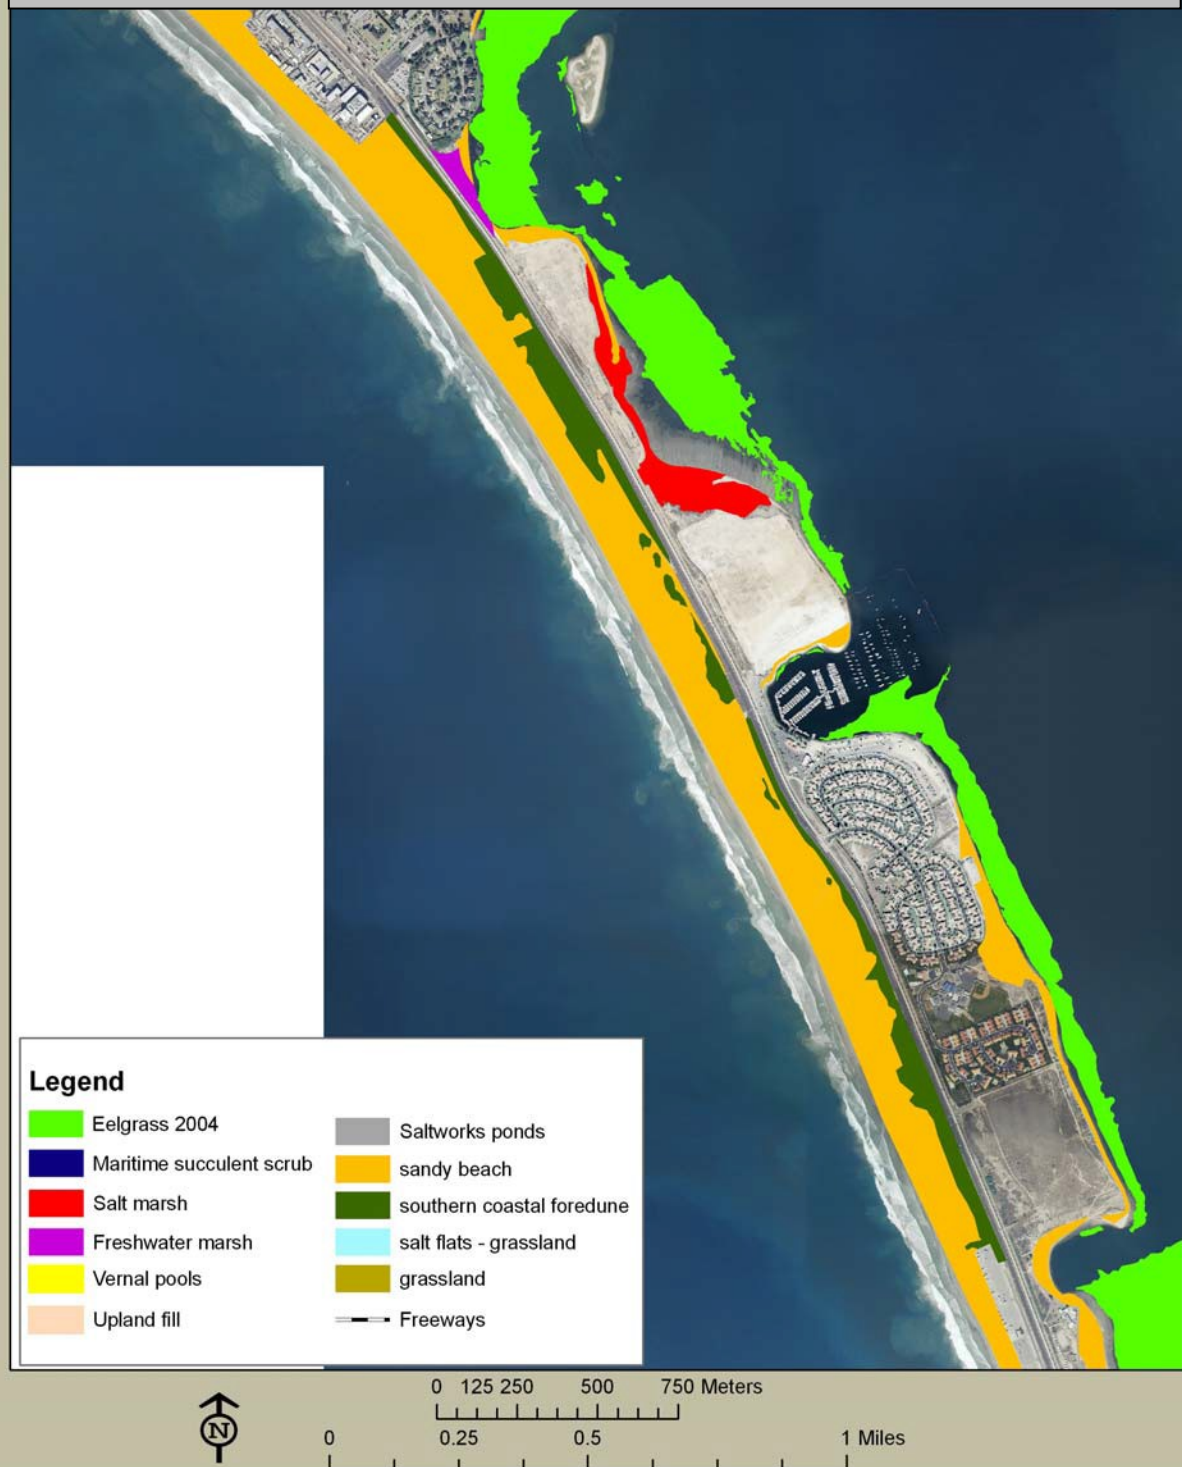 Legend
Eelgrass 2004
Maritime succulent scrub
Salt marsh
Freshwater marsh
Vernal pools
Upland fill
Saltworks ponds
sandy beach
southern coastal foredune
salt flats - grassland
grassland
Freeways
N
0 125 250 500 750 Meters
0 0.25 0.5 1 Miles